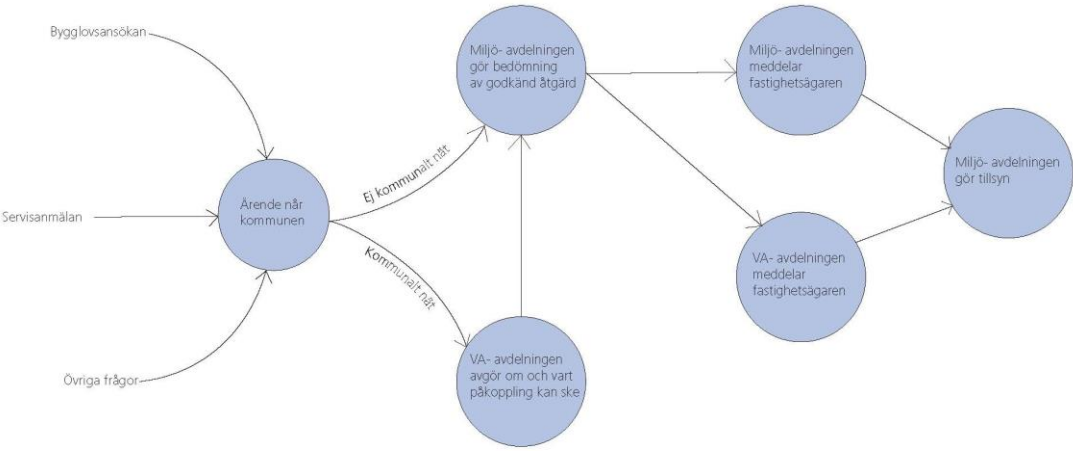 Bygglovsansökan
Servisanmälan
Övriga frågor
Ärende når
kommunen
Ej kommunalt nät
Kommunalt nät
Miljö- avdelningen
gör bedömning
av godkänd åtgärd
VA- avdelningen
avgör om och vart
påkoppling kan ske
Miljö- avdelningen
meddelar
fastighetsägaren
VA- avdelningen
meddelar
fastighetsägaren
Miljö- avdelningen
gör tillsyn